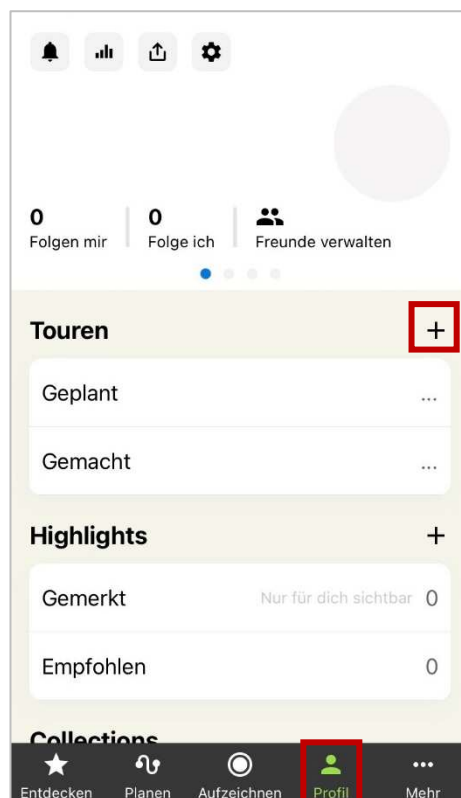 0 0
Folgen mir Folge ich Freunde verwalten
Touren +
Geplant ...
Gemacht ...
Highlights +
Gemerkt Nur für dich sichtbar 0
Empfohlen 0
Collections
Entdecken Planen Aufzeichnen Profil Mehr